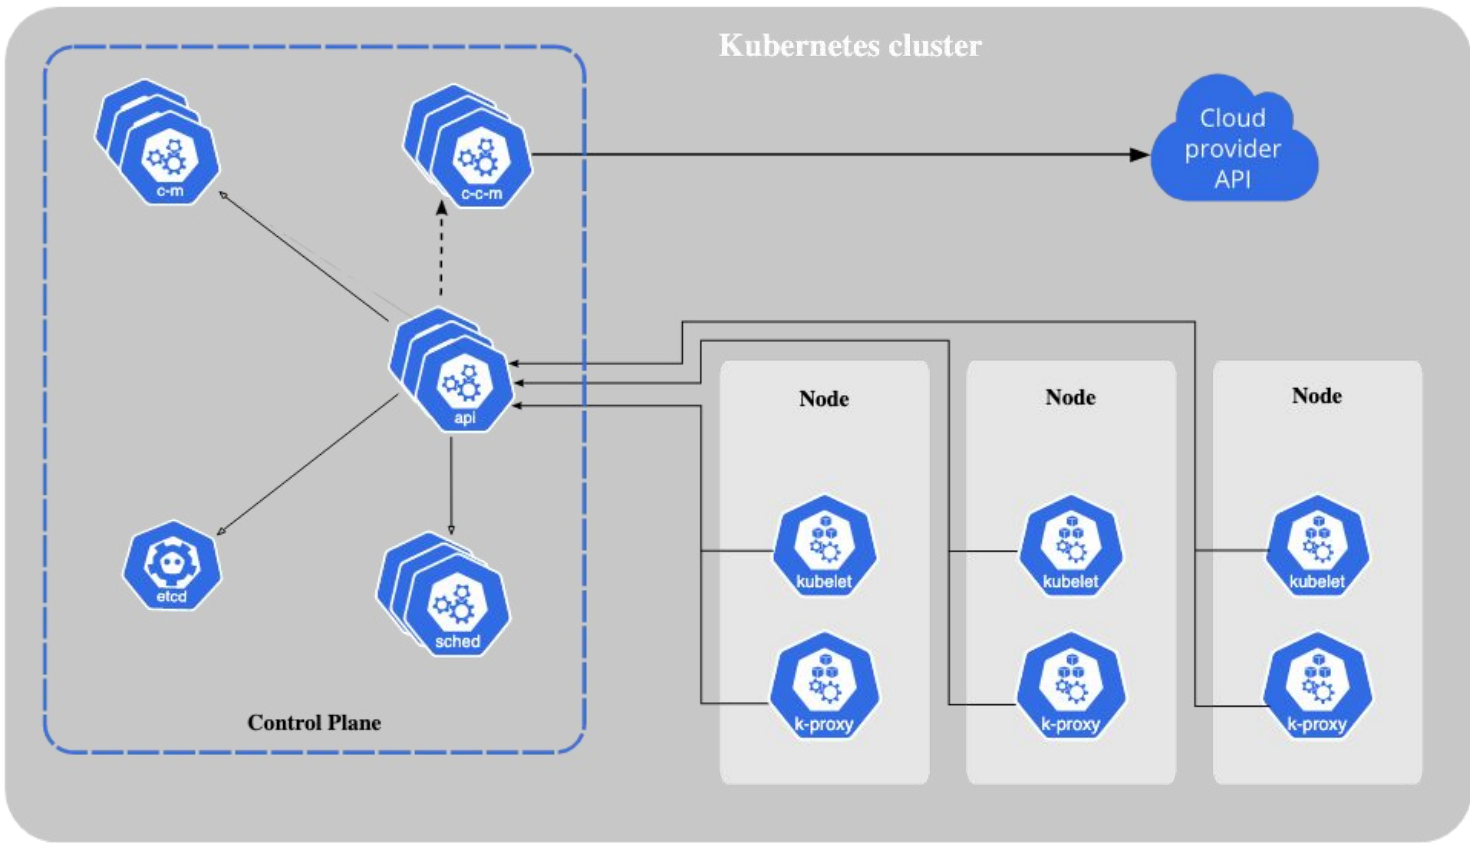 Kubernetes cluster
c-m
c-c-m
Cloud
provider
API
api
etcd
sched
Control Plane
Node
kubelet
k-proxy
Node
kubelet
k-proxy
Node
kubelet
k-proxy